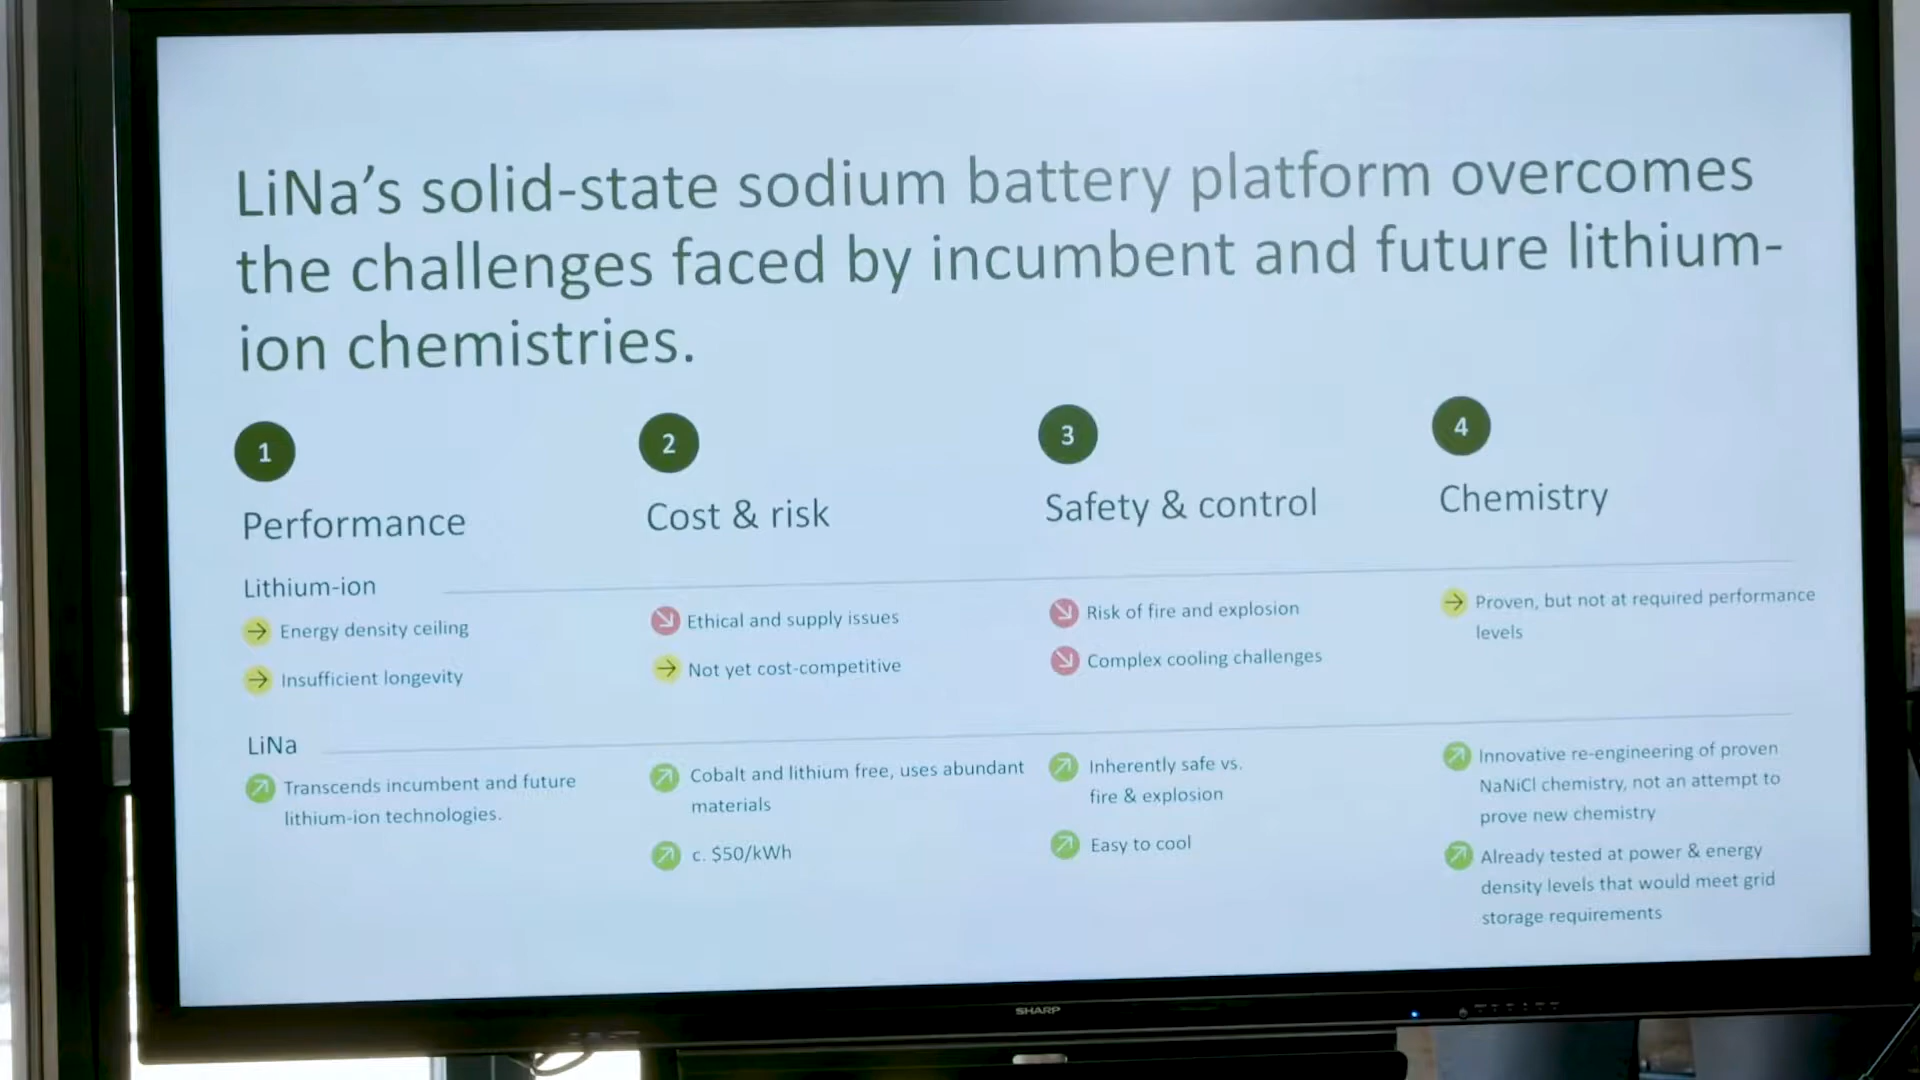 LiNa’s solid-state sodium battery platform overcomes
the challenges faced by incumbent and future lithium-
ion chemistries.
1
Performance
2
Cost & risk
3
Safety & control
4
Chemistry
Lithium-ion
Energy density ceiling
Insufficient longevity
Ethical and supply issues
Not yet cost-competitive
Risk of fire and explosion
Complex cooling challenges
Proven, but not at required performance
levels
LiNa
Transcends incumbent and future
lithium-ion technologies.
Cobalt and lithium free, uses abundant
materials
c. $50/kWh
Inherently safe vs.
fire & explosion
Easy to cool
Innovative re-engineering of proven
NaNiCl chemistry, not an attempt to
prove new chemistry
Already tested at power & energy
density levels that would meet grid
storage requirements
SHARP